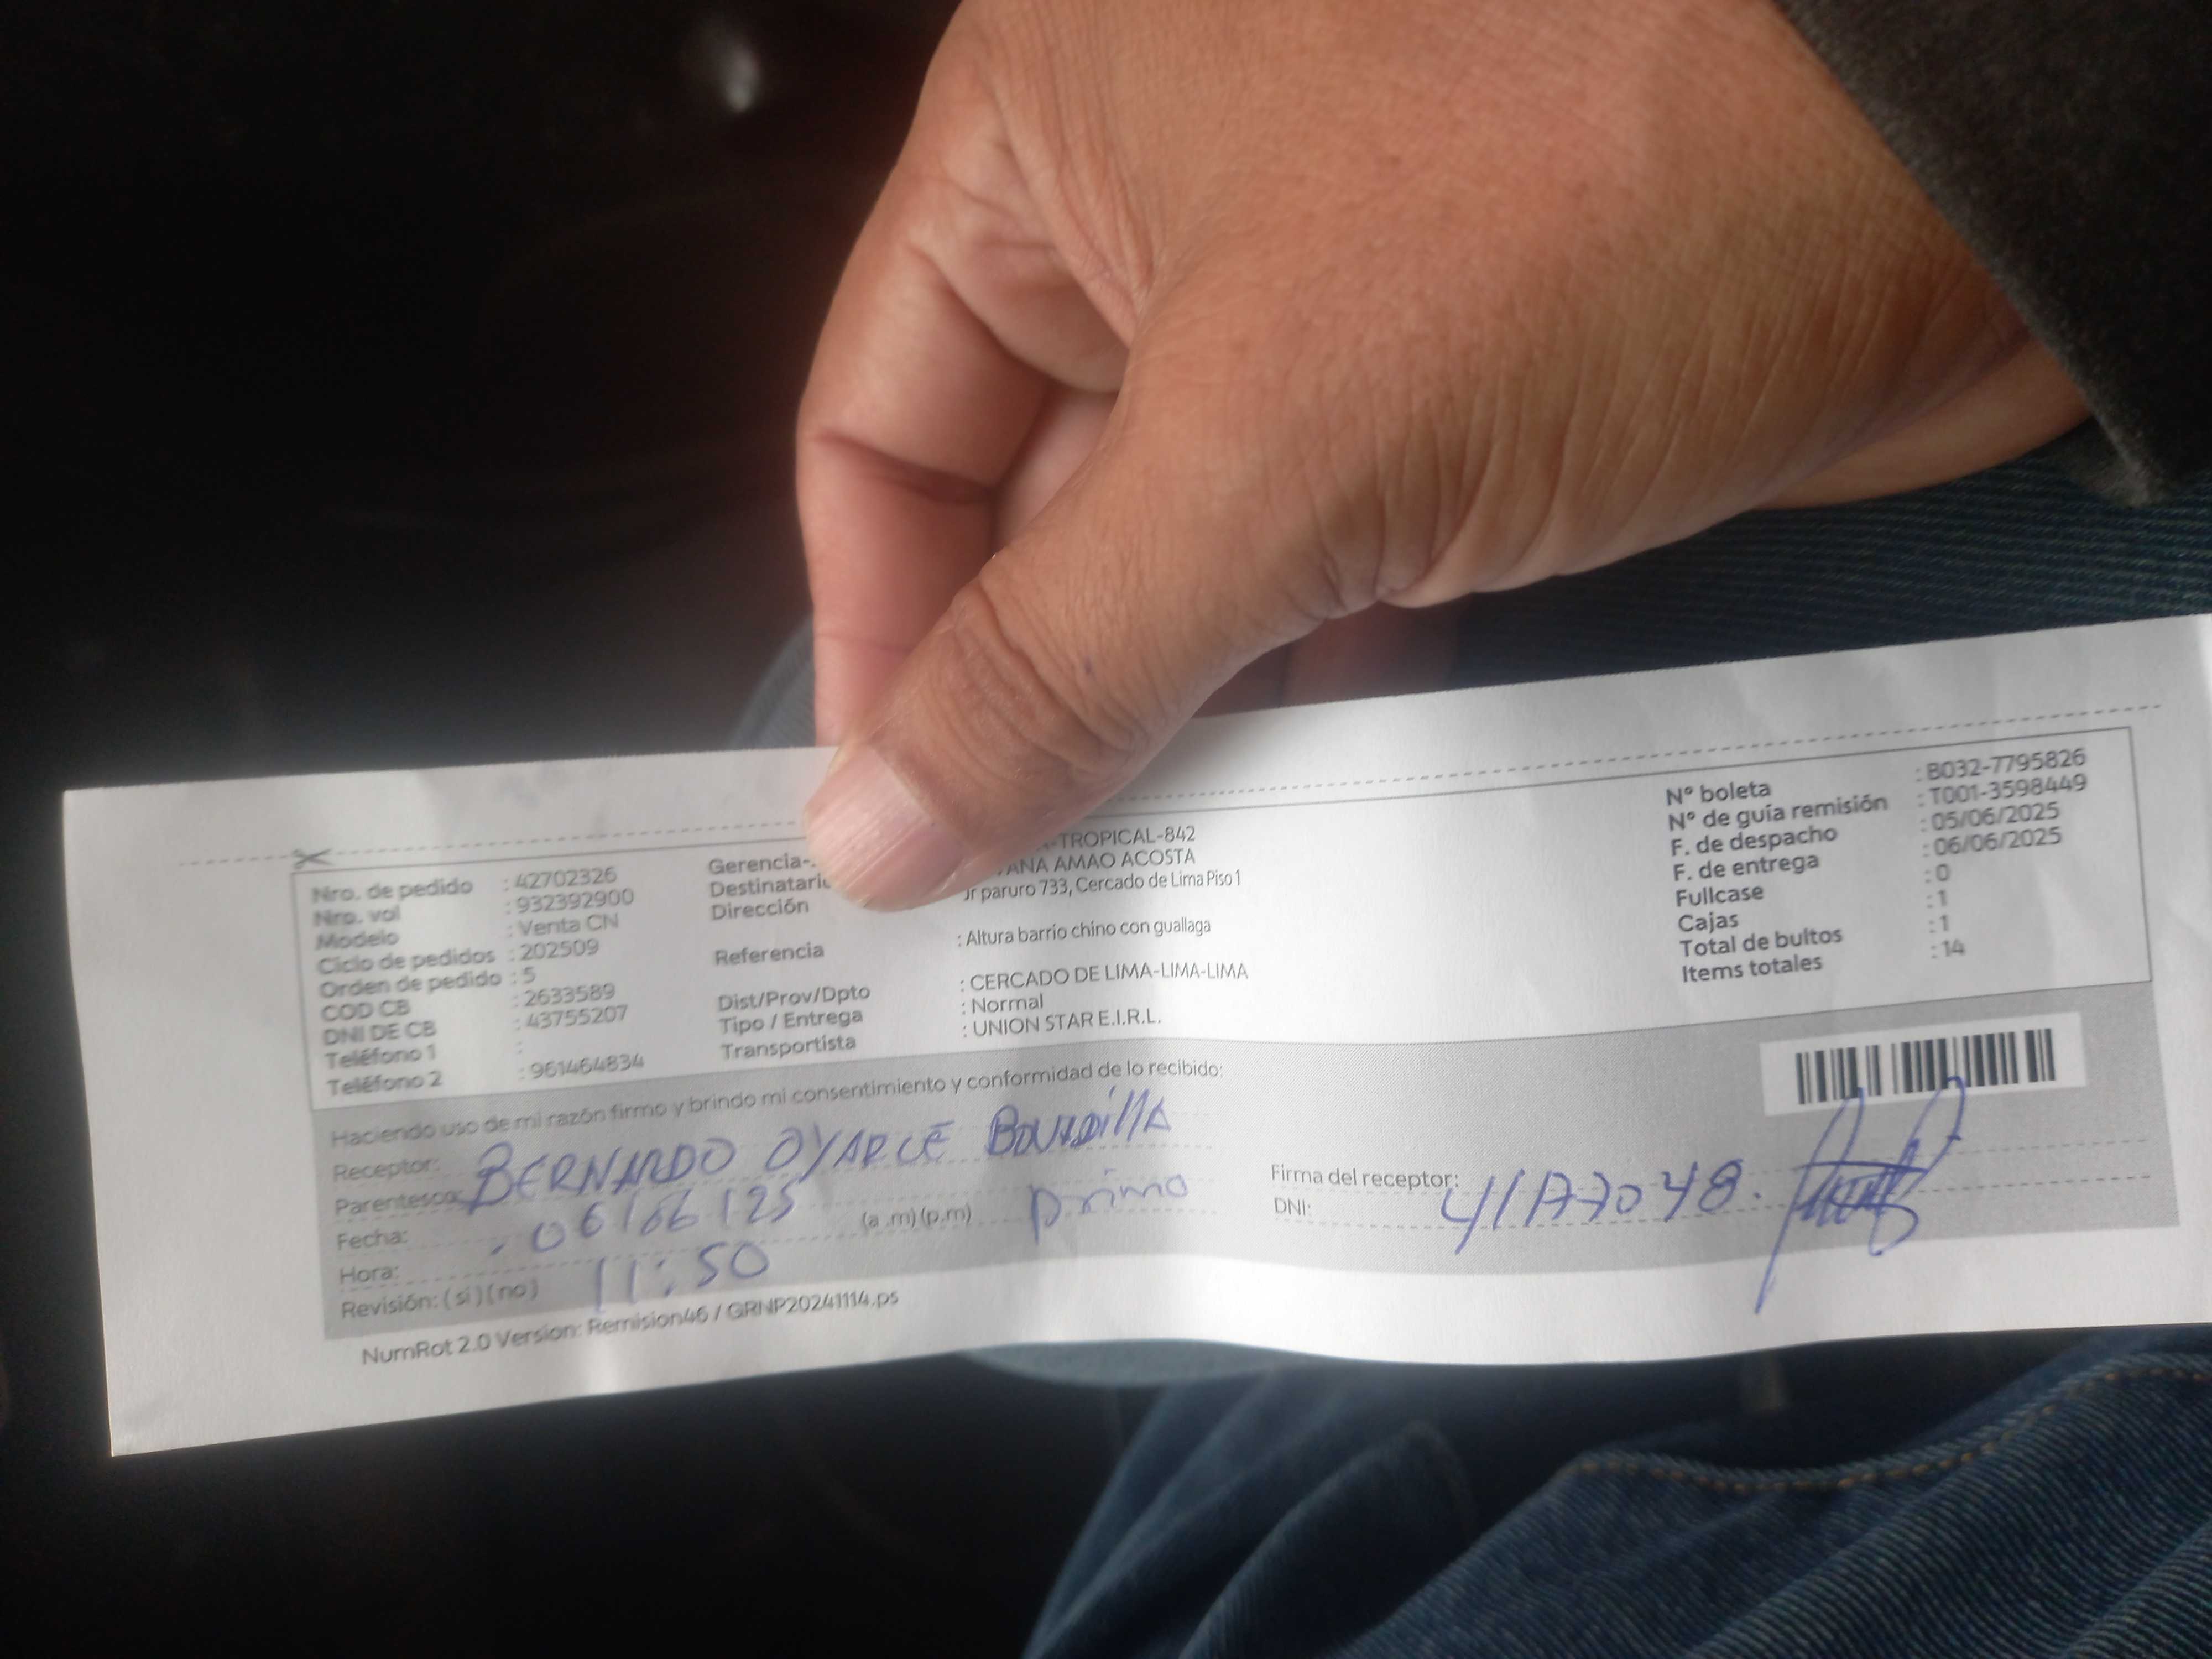 Nro. de pedido : 42702326
Nro. vol : 932392900
Modelo : Venta CN
Ciclo de pedidos : 202509
Orden de pedido : 5
COD CB : 2633589
DNI DE CB : 43755207
Teléfono 1 :
Teléfono 2 : 961464834
Gerencia- -TROPICAL-842
Destinatario ANA AMAO ACOSTA
Dirección Jr paruro 733, Cercado de Lima Piso 1
Referencia : Altura barrio chino con guallaga
Dist/Prov/Dpto : CERCADO DE LIMA-LIMA-LIMA
Tipo / Entrega : Normal
Transportista : UNION STAR E.I.R.L.
N° boleta : B032-7795826
N° de guía remisión : T001-3598449
F. de despacho : 05/06/2025
F. de entrega : 06/06/2025
Fullcase : 0
Cajas : 1
Total de bultos : 1
Items totales : 14
Haciendo uso de mi razón firmo y brindo mi consentimiento y conformidad de lo recibido:
Receptor: BERNARDO OYARCE
Parentesco: primo
Fecha: 06/06/25
Hora: 11:50 (a.m) (p.m)
Revisión: (si) (no)
Firma del receptor:
DNI:
NumRot 2.0 Version: Remision46 / GRNP20241114.ps